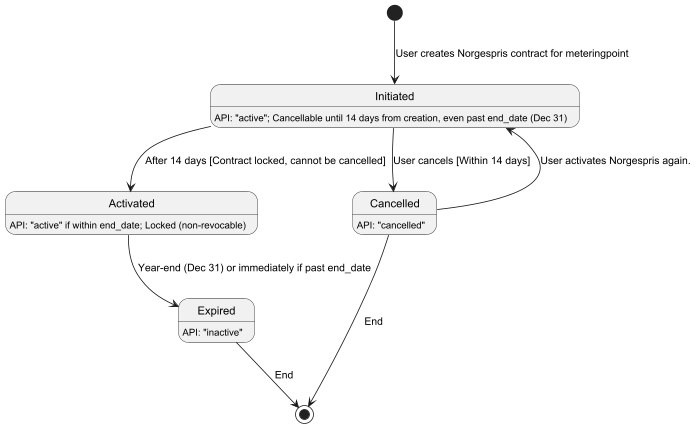 User creates Norgespris contract for meteringpoint
Initiated
API: "active"; Cancellable until 14 days from creation, even past end_date (Dec 31)
After 14 days [Contract locked, cannot be cancelled]
User cancels [Within 14 days]
User activates Norgespris again.
Activated
API: "active" if within end_date; Locked (non-revocable)
Cancelled
API: "cancelled"
Year-end (Dec 31) or immediately if past end_date
Expired
API: "inactive"
End
End